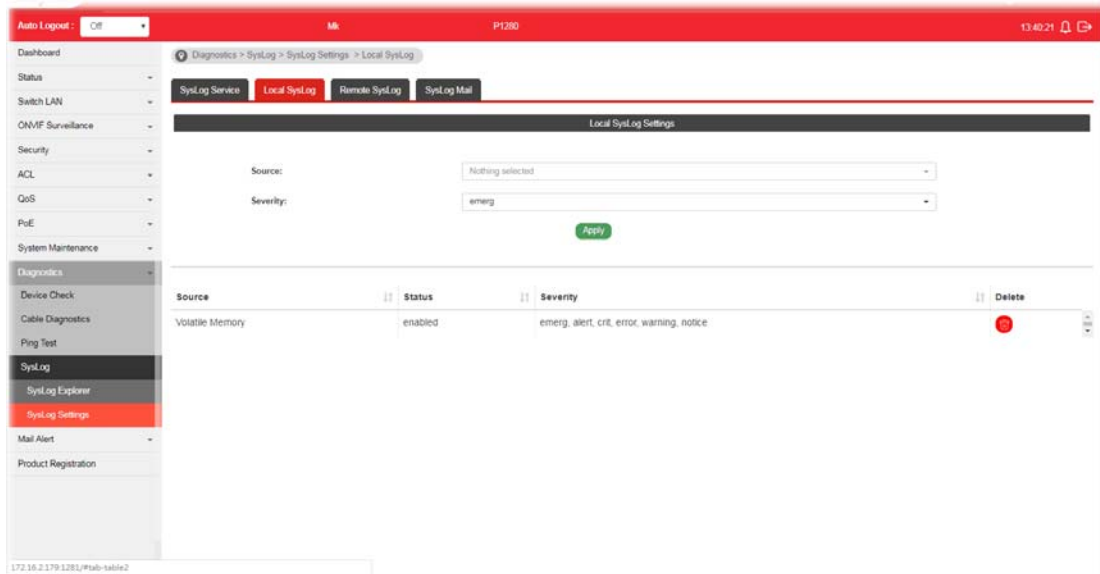 Auto Logout : Off Mk P1280 13:40:21
Dashboard
Status
Switch LAN
ONVIF Surveillance
Security
ACL
QoS
PoE
System Maintenance
Diagnostics
Device Check
Cable Diagnostics
Ping Test
SysLog
SysLog Explorer
SysLog Settings
Mail Alert
Product Registration
Diagnostics > SysLog > SysLog Settings > Local SysLog
SysLog Service Local SysLog Remote SysLog SysLog Mail
Local SysLog Settings
Source: Nothing selected
Severity: emerg
Apply
Source Status Severity Delete
Volatile Memory enabled emerg, alert, crit, error, warning, notice
172.16.2.179:1281/#tab-table2